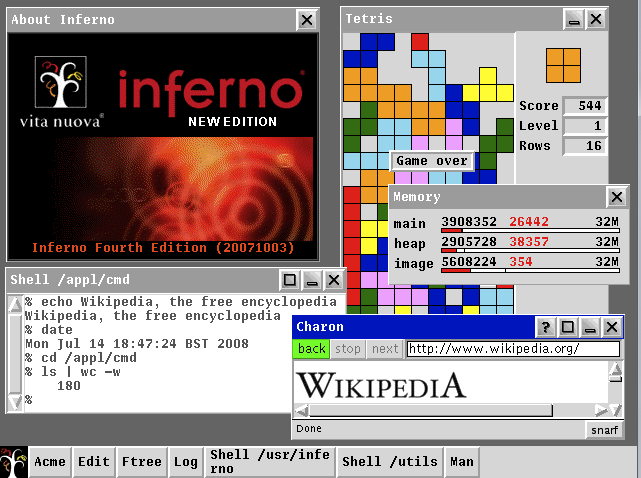 About Inferno
vita nuova®
inferno®
NEW EDITION
Inferno Fourth Edition (20071003)
Tetris
Score 544
Level 1
Rows 16
Game over
Memory
main 3908352 26442 32M
heap 2905728 38357 32M
image 5608224 354 32M
Shell /appl/cmd
% echo Wikipedia, the free encyclopedia
Wikipedia, the free encyclopedia
% date
Mon Jul 14 18:47:24 BST 2008
% cd /appl/cmd
% ls | wc -w
180
%
Charon
?
back stop next http://www.wikipedia.org/
WIKIPEDIA
Done
snarf
Acme Edit Ftree Log Shell /usr/infe
rno
Shell /utils Man